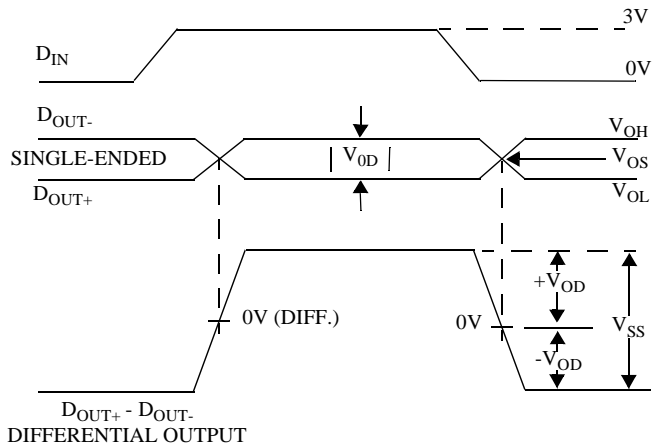 3V
D_IN
0V
D_OUT-
V_OH
SINGLE-ENDED
| V_0D |
V_OS
D_OUT+
V_OL
+V_OD
0V (DIFF.)
0V
V_SS
-V_OD
D_OUT+ - D_OUT-
DIFFERENTIAL OUTPUT